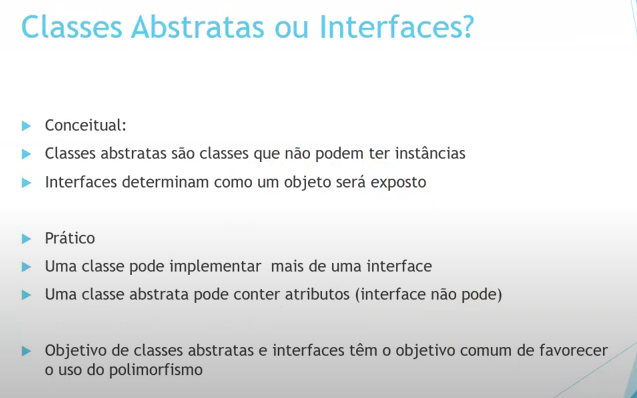 Classes Abstratas ou Interfaces?
Conceitual:
Classes abstratas são classes que não podem ter instâncias
Interfaces determinam como um objeto será exposto
Prático
Uma classe pode implementar mais de uma interface
Uma classe abstrata pode conter atributos (interface não pode)
Objetivo de classes abstratas e interfaces têm o objetivo comum de favorecer
o uso do polimorfismo